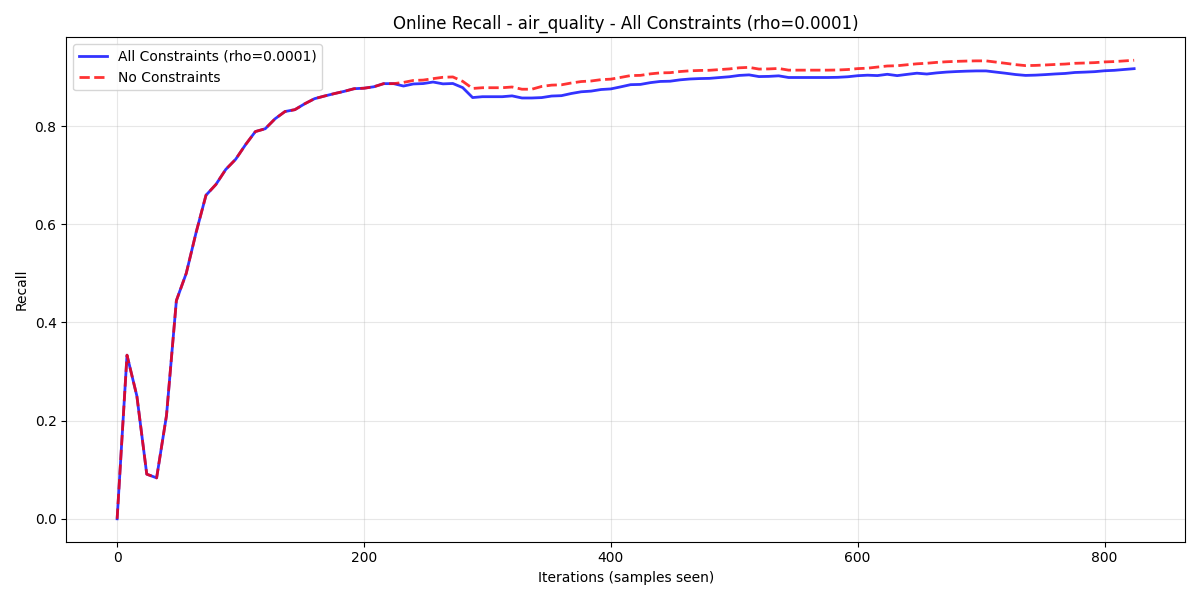 Online Recall - air_quality - All Constraints (rho=0.0001)
All Constraints (rho=0.0001)
No Constraints
Recall
0.8
0.6
0.4
0.2
0.0
0 200 400 600 800
Iterations (samples seen)